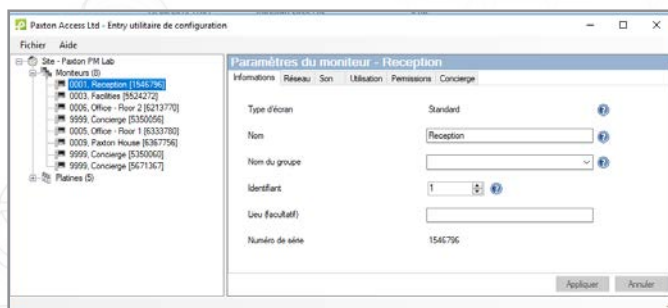 Paxton Access Ltd - Entry utilitaire de configuration
Fichier Aide
Site - Paxton PM Lab
Moniteurs (8)
0001, Reception [1546796]
0003, Facilities [5524272]
0006, Office - Floor 2 [6213770]
9999, Concierge [5350056]
0005, Office - Floor 1 [6333780]
0009, Paxton House [6367756]
9999, Concierge [5350060]
9999, Concierge [5671367]
Platines (5)
Paramètres du moniteur - Reception
Informations Réseau Son Utilisation Permissions Concierge
Type d'écran Standard
Nom Reception
Nom du groupe
Identifiant 1
Lieu (facultatif)
Numéro de série 1546796
Appliquer Annuler